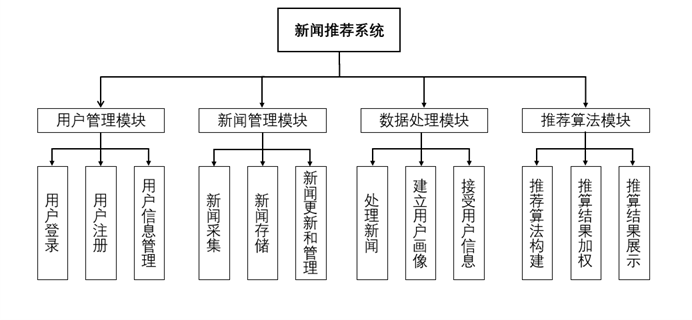 新闻推荐系统
用户管理模块
新闻管理模块
数据处理模块
推荐算法模块
用户登录
用户注册
用户信息管理
新闻采集
新闻存储
新闻更新和管理
处理新闻
建立用户画像
接受用户信息
推荐算法构建
推算结果加权
推算结果展示